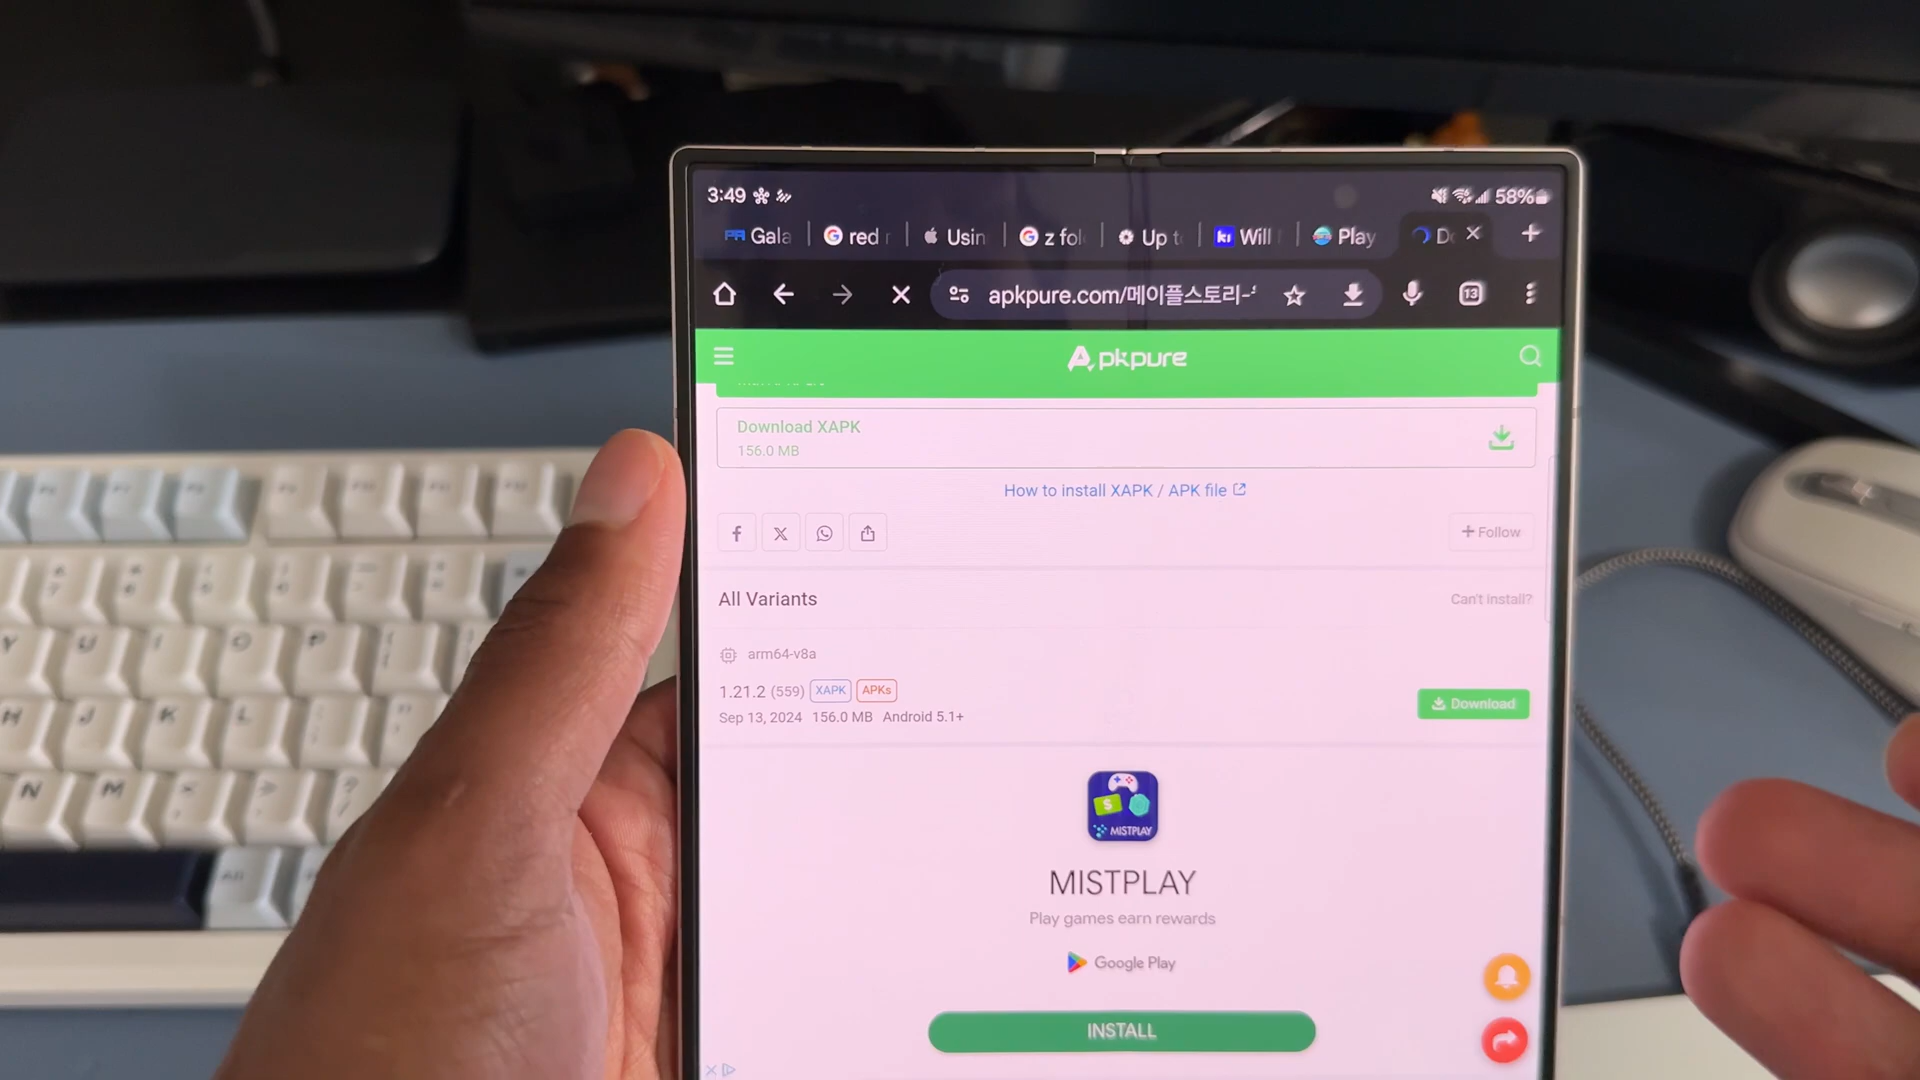 3:49 58%
Gala red Usin z fol Up t Will Play D
apkpure.com/메이플스토리- 13
Apkpure
Download XAPK
156.0 MB
How to install XAPK / APK file
+ Follow
All Variants Can't install?
arm64-v8a
1.21.2 (559) XAPK APKs
Download
Sep 13, 2024 156.0 MB Android 5.1+
MISTPLAY
MISTPLAY
Play games earn rewards
Google Play
INSTALL
Y U I O P
H J K L
N M
Alt